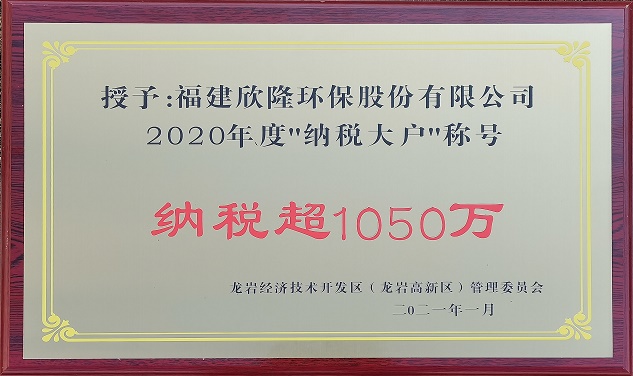 授予:福建欣隆环保股份有限公司
2020年度"纳税大户"称号
纳税超1050万
龙岩经济技术开发区（龙岩高新区）管理委员会
二0二一年一月